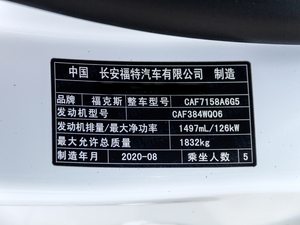 中国 长安福特汽车有限公司 制造
品牌 福克斯 整车型号 CAF7158A6G5
发动机型号 CAF384WQ06
发动机排量/最大净功率 1497mL/126kW
最大允许总质量 1832kg
制造年月 2020-08 乘坐人数 5